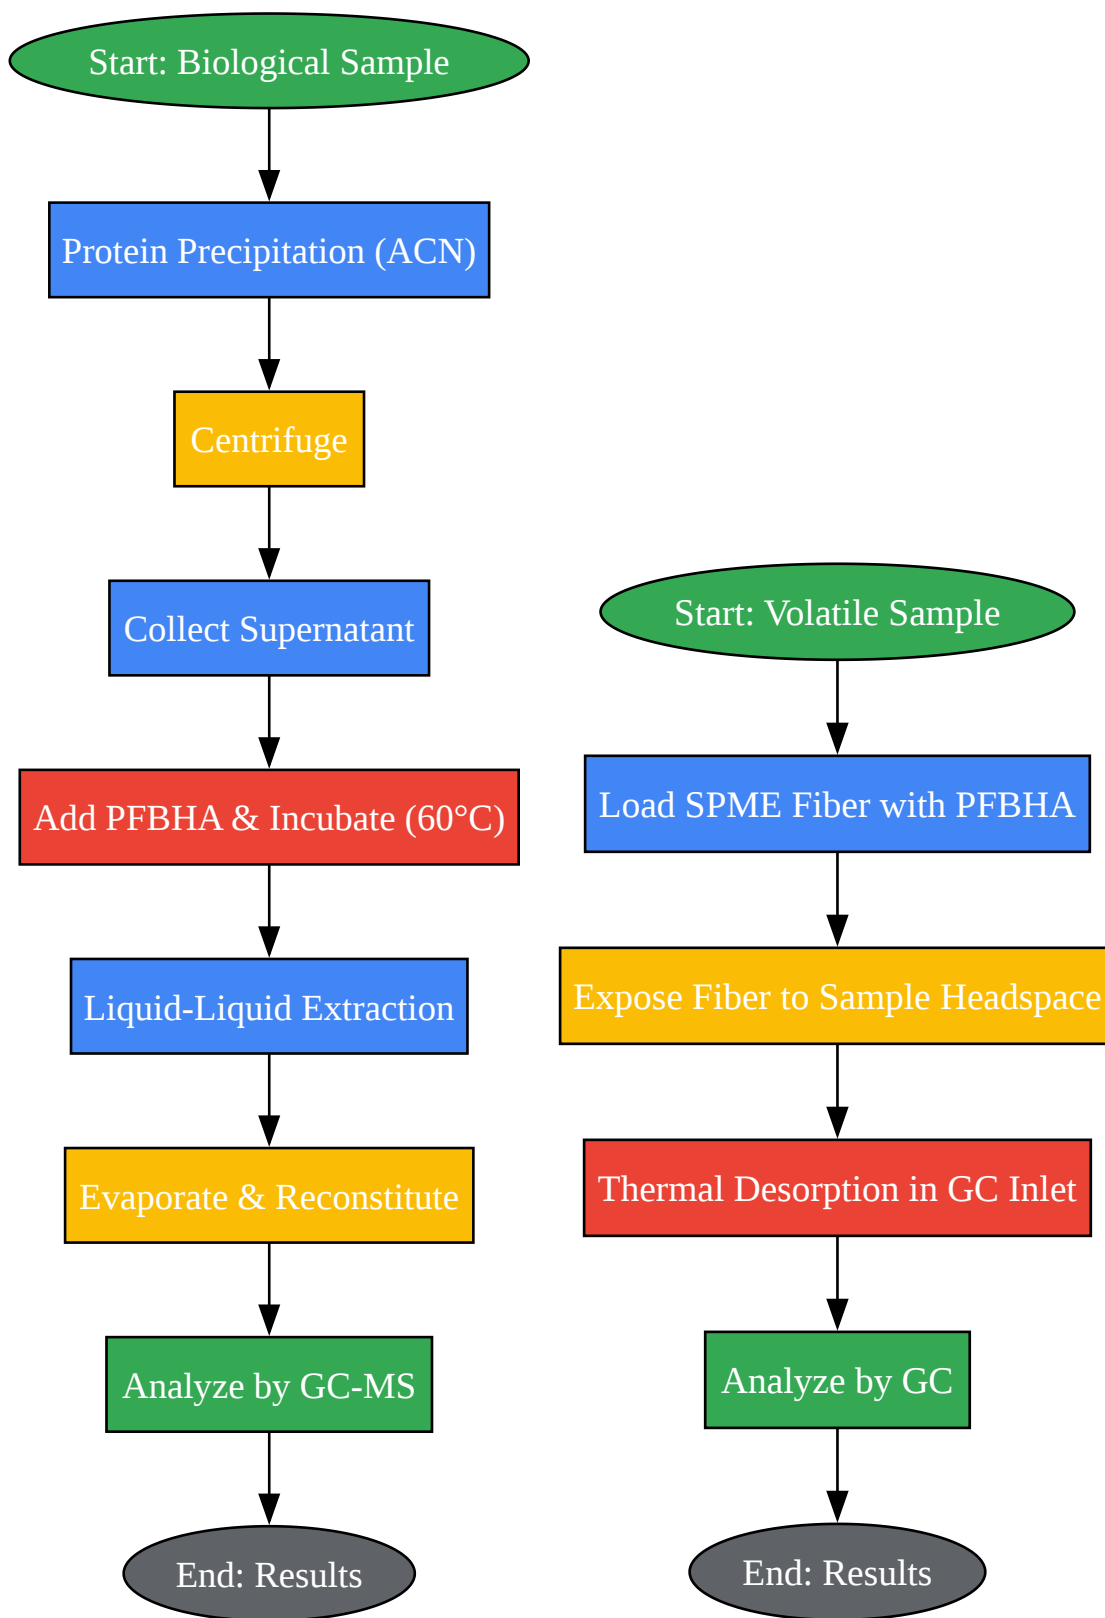 Start: Biological Sample
Protein Precipitation (ACN)
Centrifuge
Collect Supernatant
Add PFBHA & Incubate (60°C)
Liquid-Liquid Extraction
Evaporate & Reconstitute
Analyze by GC-MS
End: Results
Start: Volatile Sample
Load SPME Fiber with PFBHA
Expose Fiber to Sample Headspace
Thermal Desorption in GC Inlet
Analyze by GC
End: Results